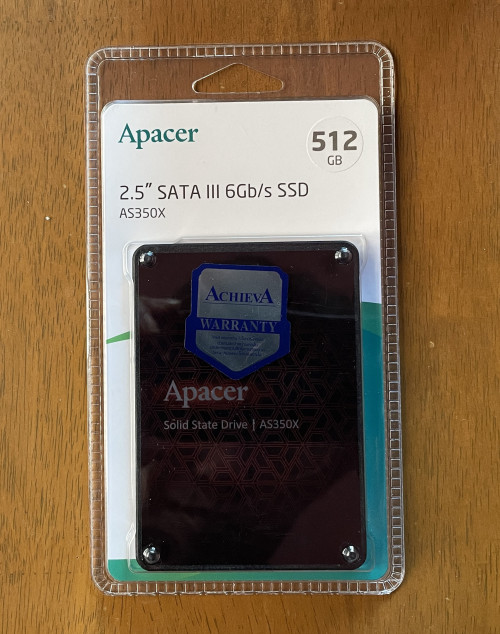 Apacer
512
GB
2.5" SATA III 6Gb/s SSD
AS350X
ACHIEVA
WARRANTY
Apacer
Solid State Drive | AS350X